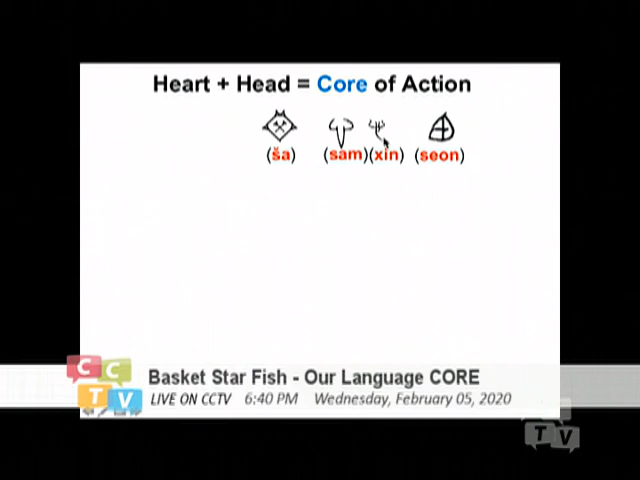 Heart + Head = Core of Action
(ša) (sam)(xin) (seon)
Basket Star Fish - Our Language CORE
LIVE ON CCTV 6:40 PM Wednesday, February 05, 2020
C C
T V
T V